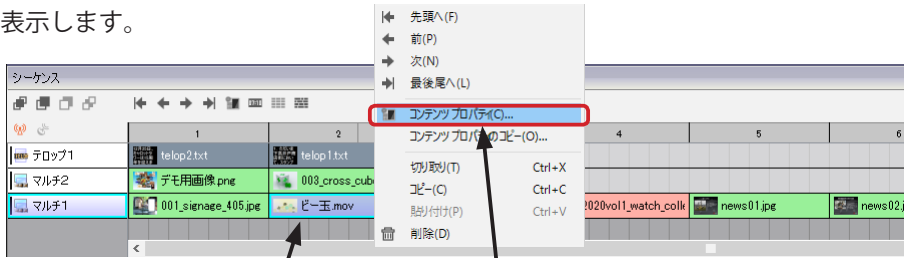 表示します。
先頭へ(F)
前(P)
次(N)
最後尾へ(L)
コンテンツ プロパティ(C)...
コンテンツ プロパティのコピー(O)...
切り取り(T) Ctrl+X
コピー(C) Ctrl+C
貼り付け(P) Ctrl+V
削除(D)
シーケンス
1 2 4 5 6
テロップ1 telop2.txt telop1.txt
マルチ2 デモ用画像.png 003_cross_cub
マルチ1 001_signage_405.jpg ビー玉.mov 2020vol1_watch_colk news01.jpg news02.j